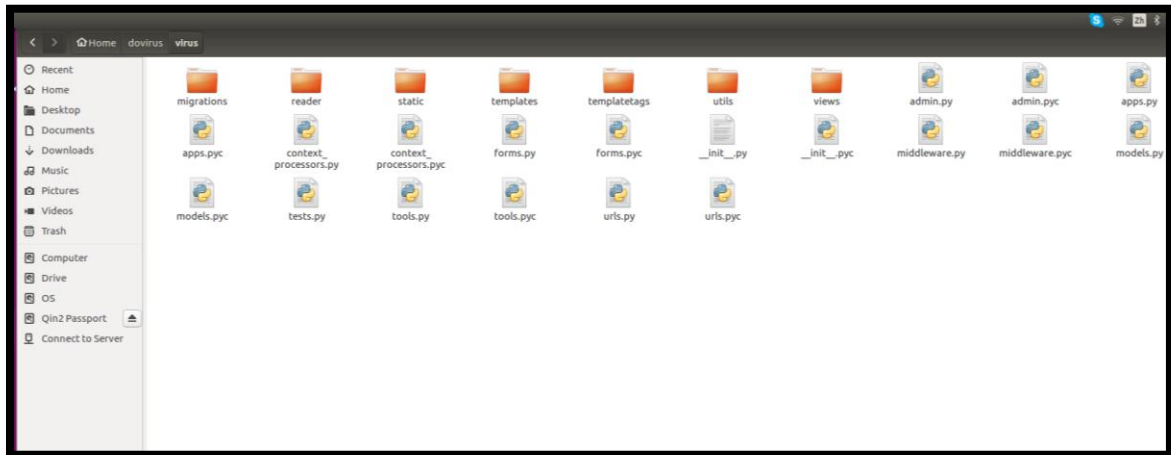 S Zh
Home dovirus virus
Recent
Home
Desktop
Documents
Downloads
Music
Pictures
Videos
Trash
Computer
Drive
OS
Qin2 Passport
Connect to Server
migrations reader static templates templatetags utils views admin.py admin.pyc apps.py
apps.pyc context_ context_ forms.py forms.pyc __init__.py __init__.pyc middleware.py middleware.pyc models.py
processors.py processors.pyc
models.pyc tests.py tools.py tools.pyc urls.py urls.pyc